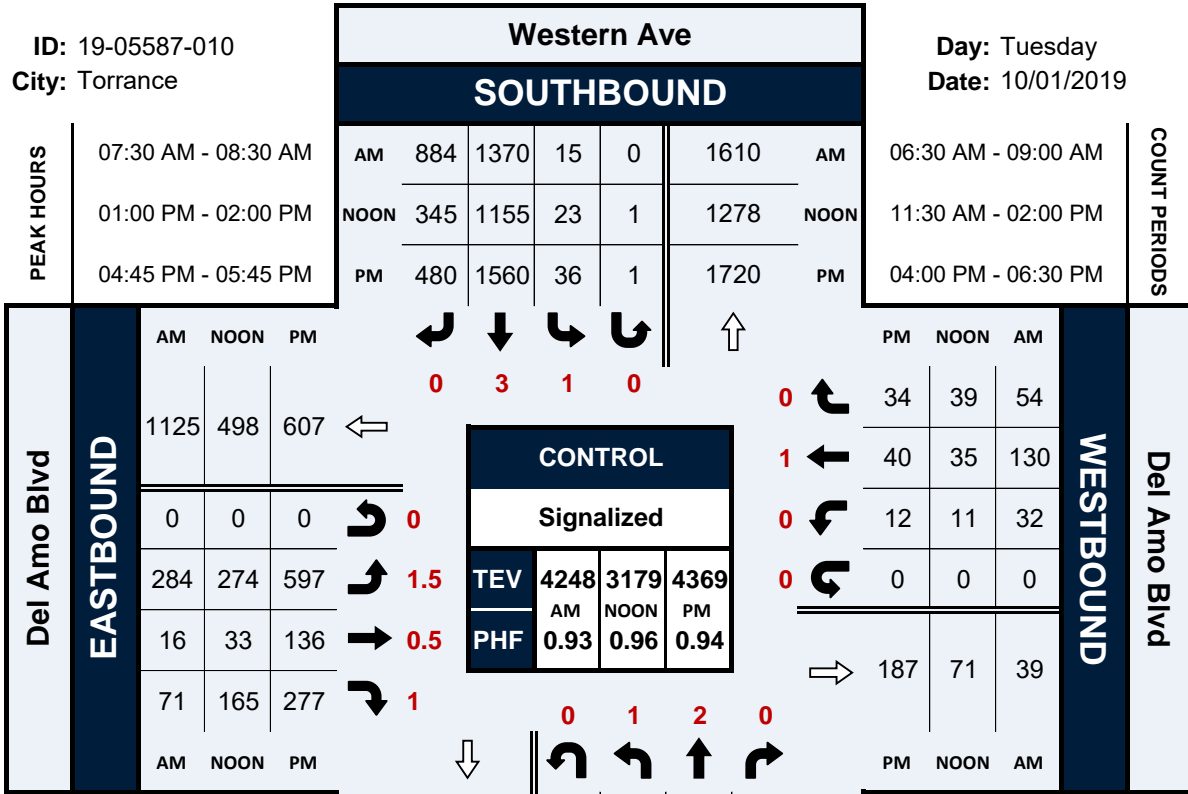 Western Ave
ID: 19-05587-010
Day: Tuesday
City: Torrance
Date: 10/01/2019
SOUTHBOUND
PEAK HOURS
07:30 AM - 08:30 AM
01:00 PM - 02:00 PM
04:45 PM - 05:45 PM
AM 884 1370 15 0 1610 AM
NOON 345 1155 23 1 1278 NOON
PM 480 1560 36 1 1720 PM
06:30 AM - 09:00 AM
11:30 AM - 02:00 PM
04:00 PM - 06:30 PM
COUNT PERIODS
0 3 1 0
Del Amo Blvd
EASTBOUND
AM NOON PM
1125 498 607
0 0 0 0
284 274 597 1.5
16 33 136 0.5
71 165 277 1
AM NOON PM
CONTROL
Signalized
TEV 4248 3179 4369
AM NOON PM
PHF 0.93 0.96 0.94
PM NOON AM
0 34 39 54
1 40 35 130
0 12 11 32
0 0 0 0
187 71 39
PM NOON AM
WESTBOUND
Del Amo Blvd
0 1 2 0